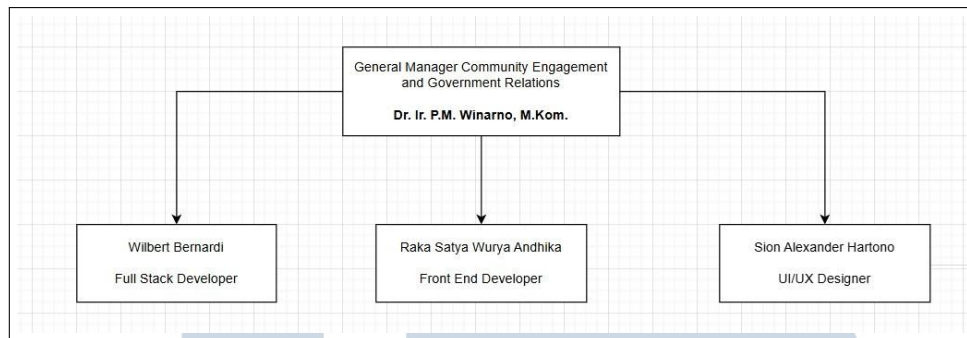 General Manager Community Engagement
and Government Relations
Dr. Ir. P.M. Winarno, M.Kom.
Wilbert Bernardi
Full Stack Developer
Raka Satya Wurya Andhika
Front End Developer
Sion Alexander Hartono
UI/UX Designer